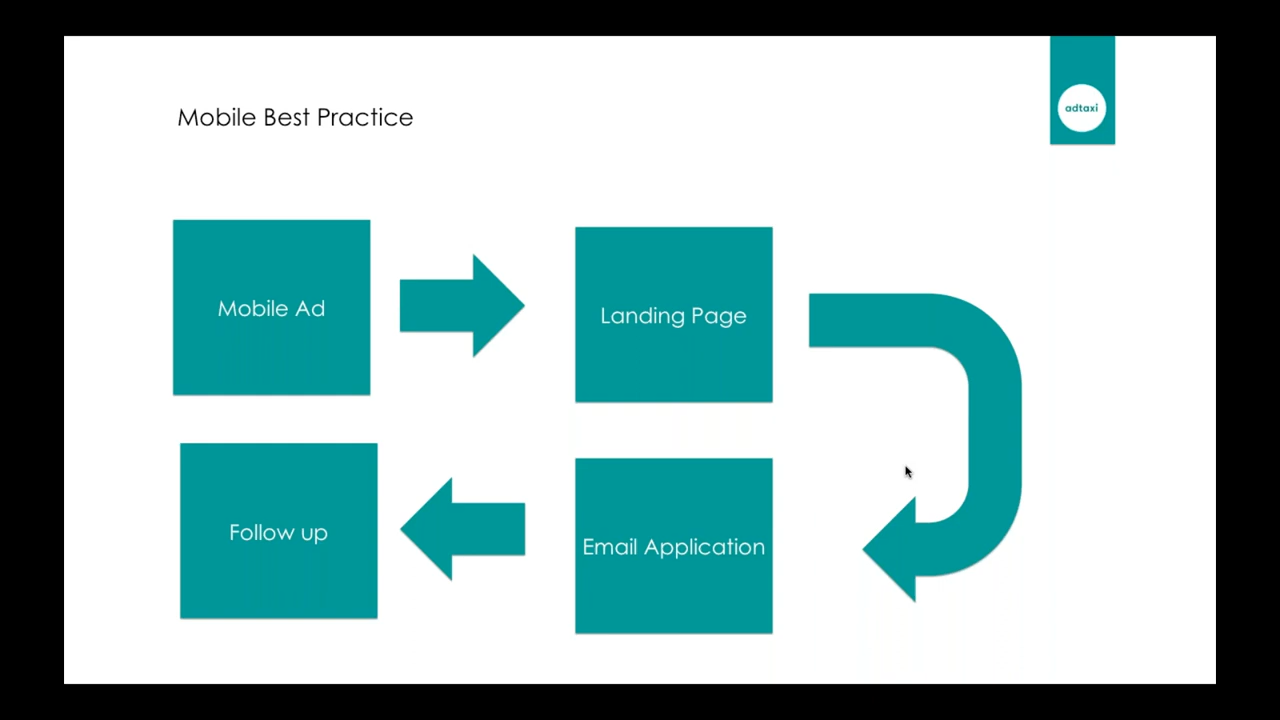 Mobile Best Practice
adtaxi
Mobile Ad
Landing Page
Email Application
Follow up